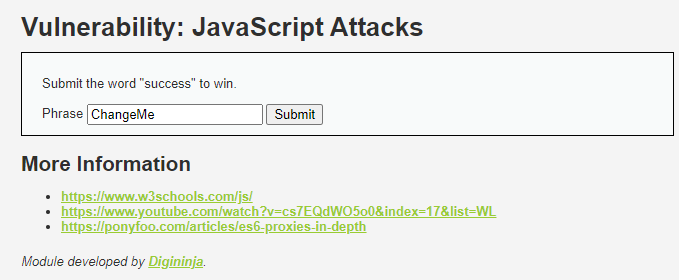 Vulnerability: JavaScript Attacks
Submit the word "success" to win.
Phrase ChangeMe Submit
More Information
https://www.w3schools.com/js/
https://www.youtube.com/watch?v=cs7EQdWO5o0&index=17&list=WL
https://ponyfoo.com/articles/es6-proxies-in-depth
Module developed by Digininja.